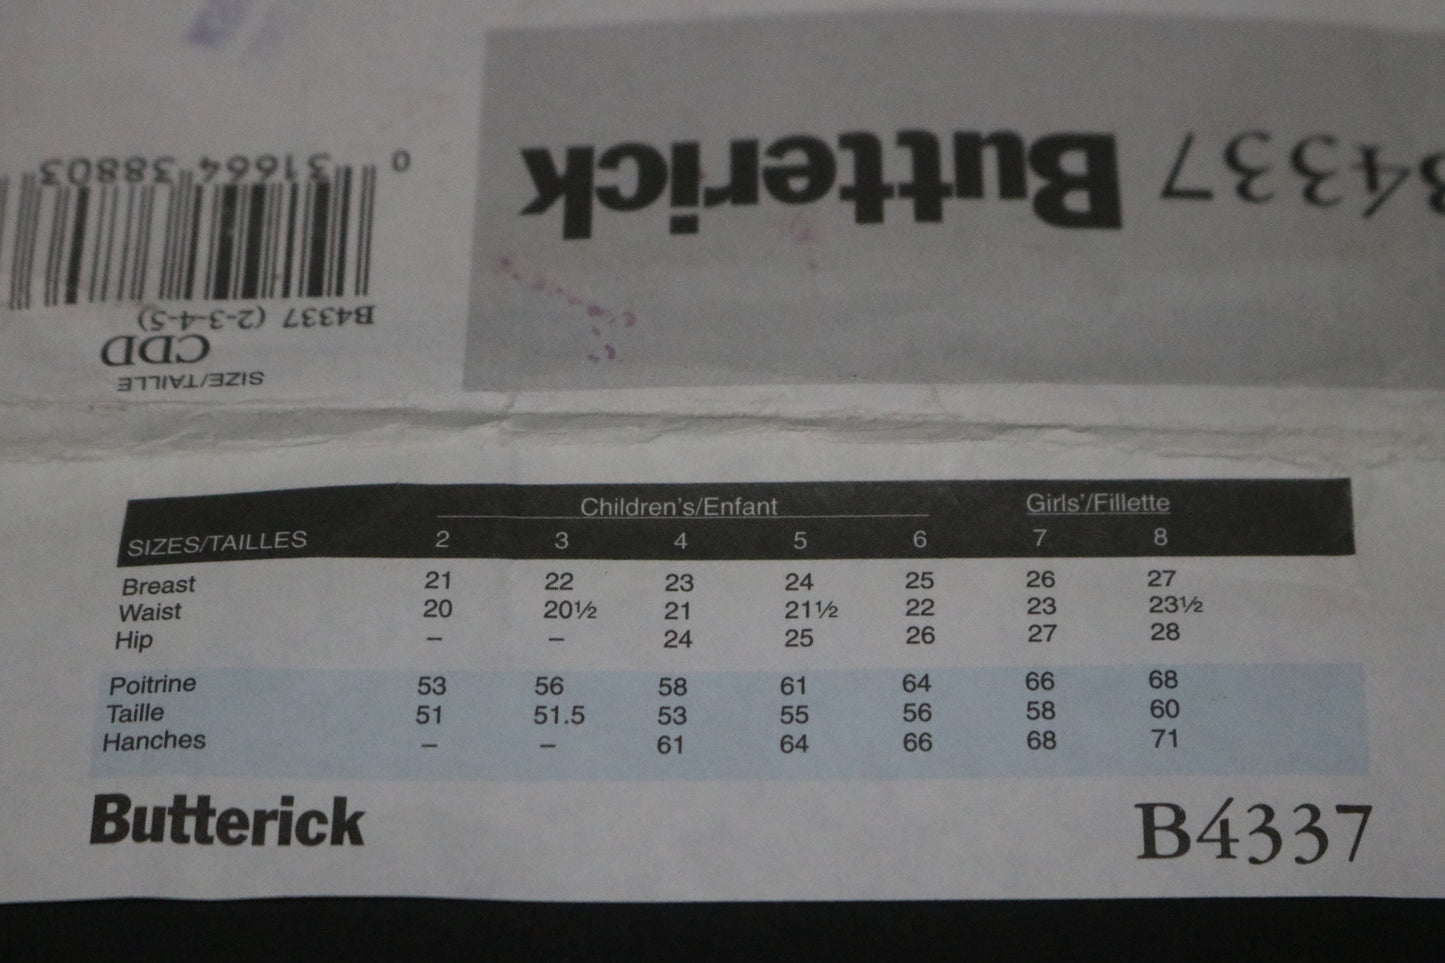 B4337 Butterick
0 31664 38803
B4337 (2-3-4-5)
CDD
SIZE/TAILLE
Children's/Enfant Girls'/Fillette
SIZES/TAILLES 2 3 4 5 6 7 8
Breast 21 22 23 24 25 26 27
Waist 20 20½ 21 21½ 22 23 23½
Hip – – 24 25 26 27 28
Poitrine 53 56 58 61 64 66 68
Taille 51 51.5 53 55 56 58 60
Hanches – – 61 64 66 68 71
Butterick B4337